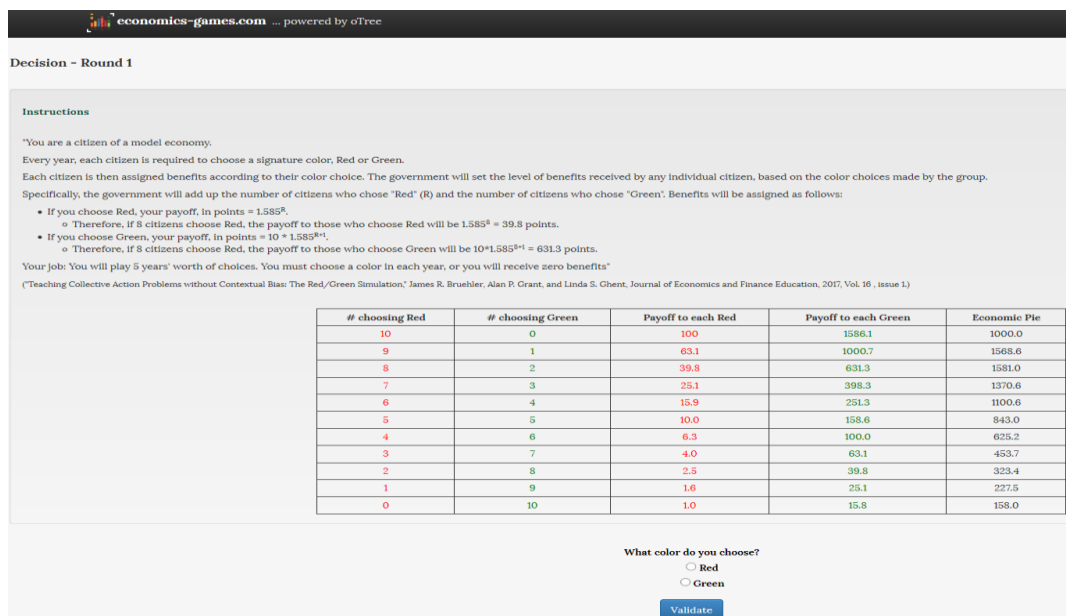 economics-games.com ... powered by oTree
Decision - Round 1
Instructions
"You are a citizen of a model economy.
Every year, each citizen is required to choose a signature color, Red or Green.
Each citizen is then assigned benefits according to their color choice. The government will set the level of benefits received by any individual citizen, based on the color choices made by the group.
Specifically, the government will add up the number of citizens who chose "Red" (R) and the number of citizens who chose "Green". Benefits will be assigned as follows:
• If you choose Red, your payoff, in points = 1.585ᴿ.
○ Therefore, if 8 citizens choose Red, the payoff to those who choose Red will be 1.585⁸ = 39.8 points.
• If you choose Green, your payoff, in points = 10 * 1.585ᴿ⁺¹.
○ Therefore, if 8 citizens choose Red, the payoff to those who choose Green will be 10*1.585⁸⁺¹ = 631.3 points.
Your job: You will play 5 years' worth of choices. You must choose a color in each year, or you will receive zero benefits"
("Teaching Collective Action Problems without Contextual Bias: The Red/Green Simulation," James R. Bruehler, Alan P. Grant, and Linda S. Ghent, Journal of Economics and Finance Education, 2017, Vol. 16 , issue 1.)
# choosing Red # choosing Green Payoff to each Red Payoff to each Green Economic Pie
10 0 100 1586.1 1000.0
9 1 63.1 1000.7 1568.6
8 2 39.8 631.3 1581.0
7 3 25.1 398.3 1370.6
6 4 15.9 251.3 1100.6
5 5 10.0 158.6 843.0
4 6 6.3 100.0 625.2
3 7 4.0 63.1 453.7
2 8 2.5 39.8 323.4
1 9 1.6 25.1 227.5
0 10 1.0 15.8 158.0
What color do you choose?
Red
Green
Validate